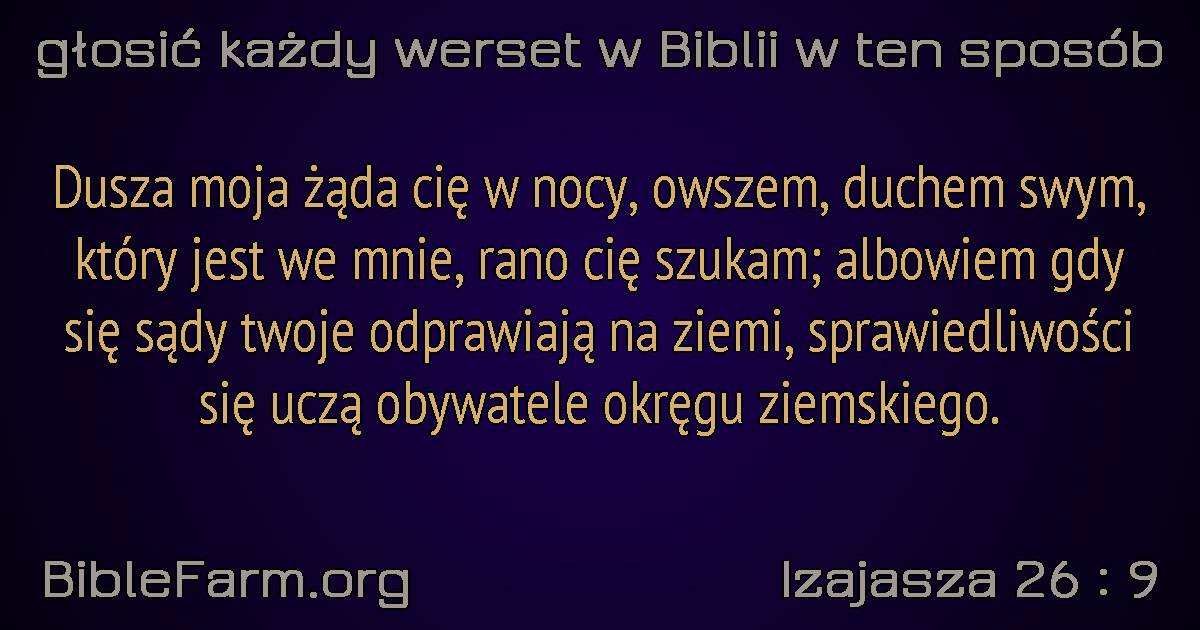 głosić każdy werset w Biblii w ten sposób
Dusza moja żąda cię w nocy, owszem, duchem swym,
który jest we mnie, rano cię szukam; albowiem gdy
się sądy twoje odprawiają na ziemi, sprawiedliwości
się uczą obywatele okręgu ziemskiego.
BibleFarm.org
Izajasza 26 : 9